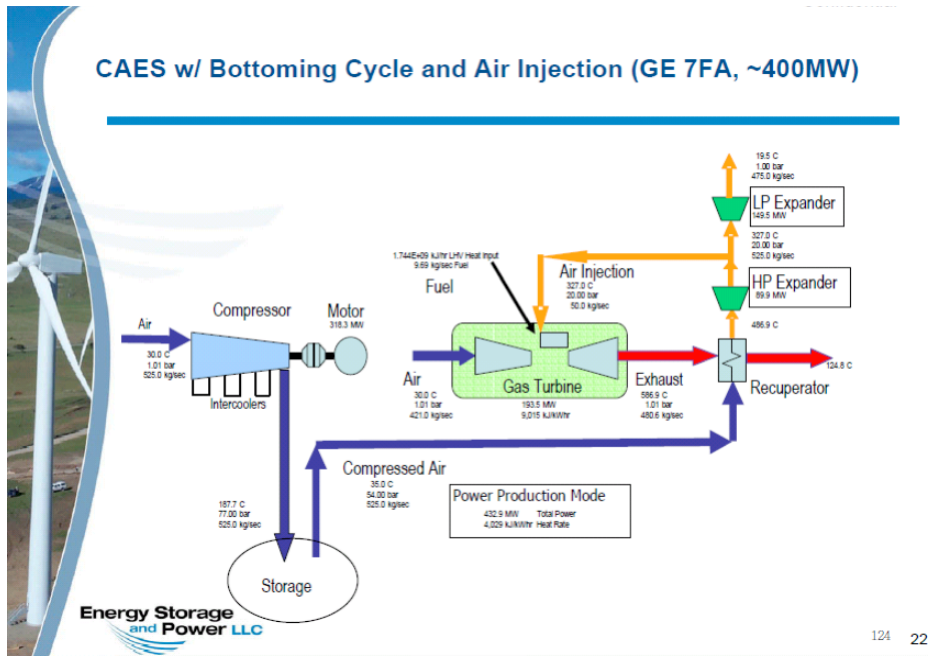 CAES w/ Bottoming Cycle and Air Injection (GE 7FA, ~400MW)
19.5 C
1.00 bar
475.0 kg/sec
LP Expander
149.5 MW
327.0 C
20.00 bar
525.0 kg/sec
1.744E+09 kJ/hr LHV Heat Input
9.69 kg/sec Fuel
Fuel
Air Injection
327.0 C
20.00 bar
50.0 kg/sec
HP Expander
89.9 MW
486.9 C
Compressor
Motor
318.3 MW
Air
30.0 C
1.01 bar
525.0 kg/sec
Intercoolers
Air
30.0 C
1.01 bar
421.0 kg/sec
Gas Turbine
193.5 MW
9,015 kJ/kWhr
Exhaust
586.9 C
1.01 bar
480.6 kg/sec
124.8 C
Recuperator
Compressed Air
35.0 C
54.00 bar
525.0 kg/sec
187.7 C
77.00 bar
525.0 kg/sec
Power Production Mode
432.9 MW Total Power
4,029 kJ/kWhr Heat Rate
Storage
Energy Storage
and Power LLC
124
22